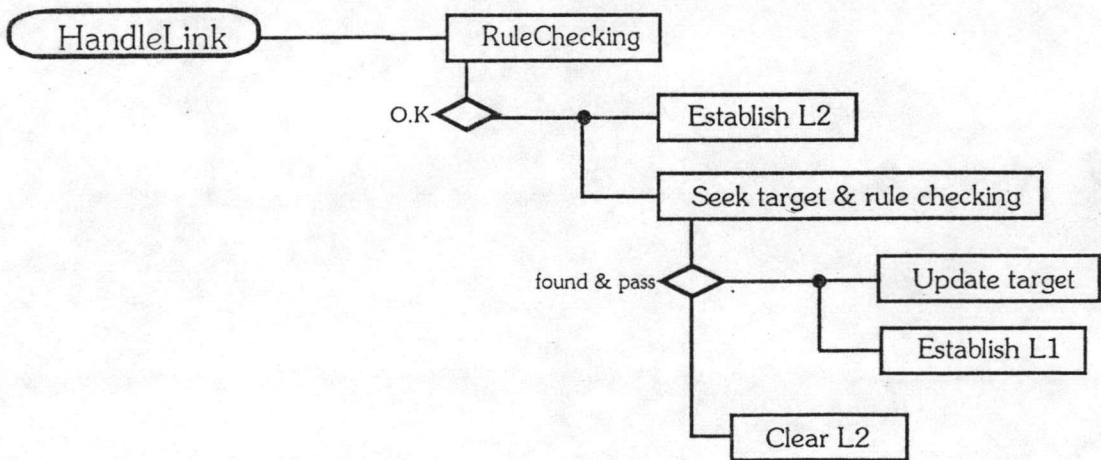 HandleLink
RuleChecking
O.K
Establish L2
Seek target & rule checking
found & pass
Update target
Establish L1
Clear L2